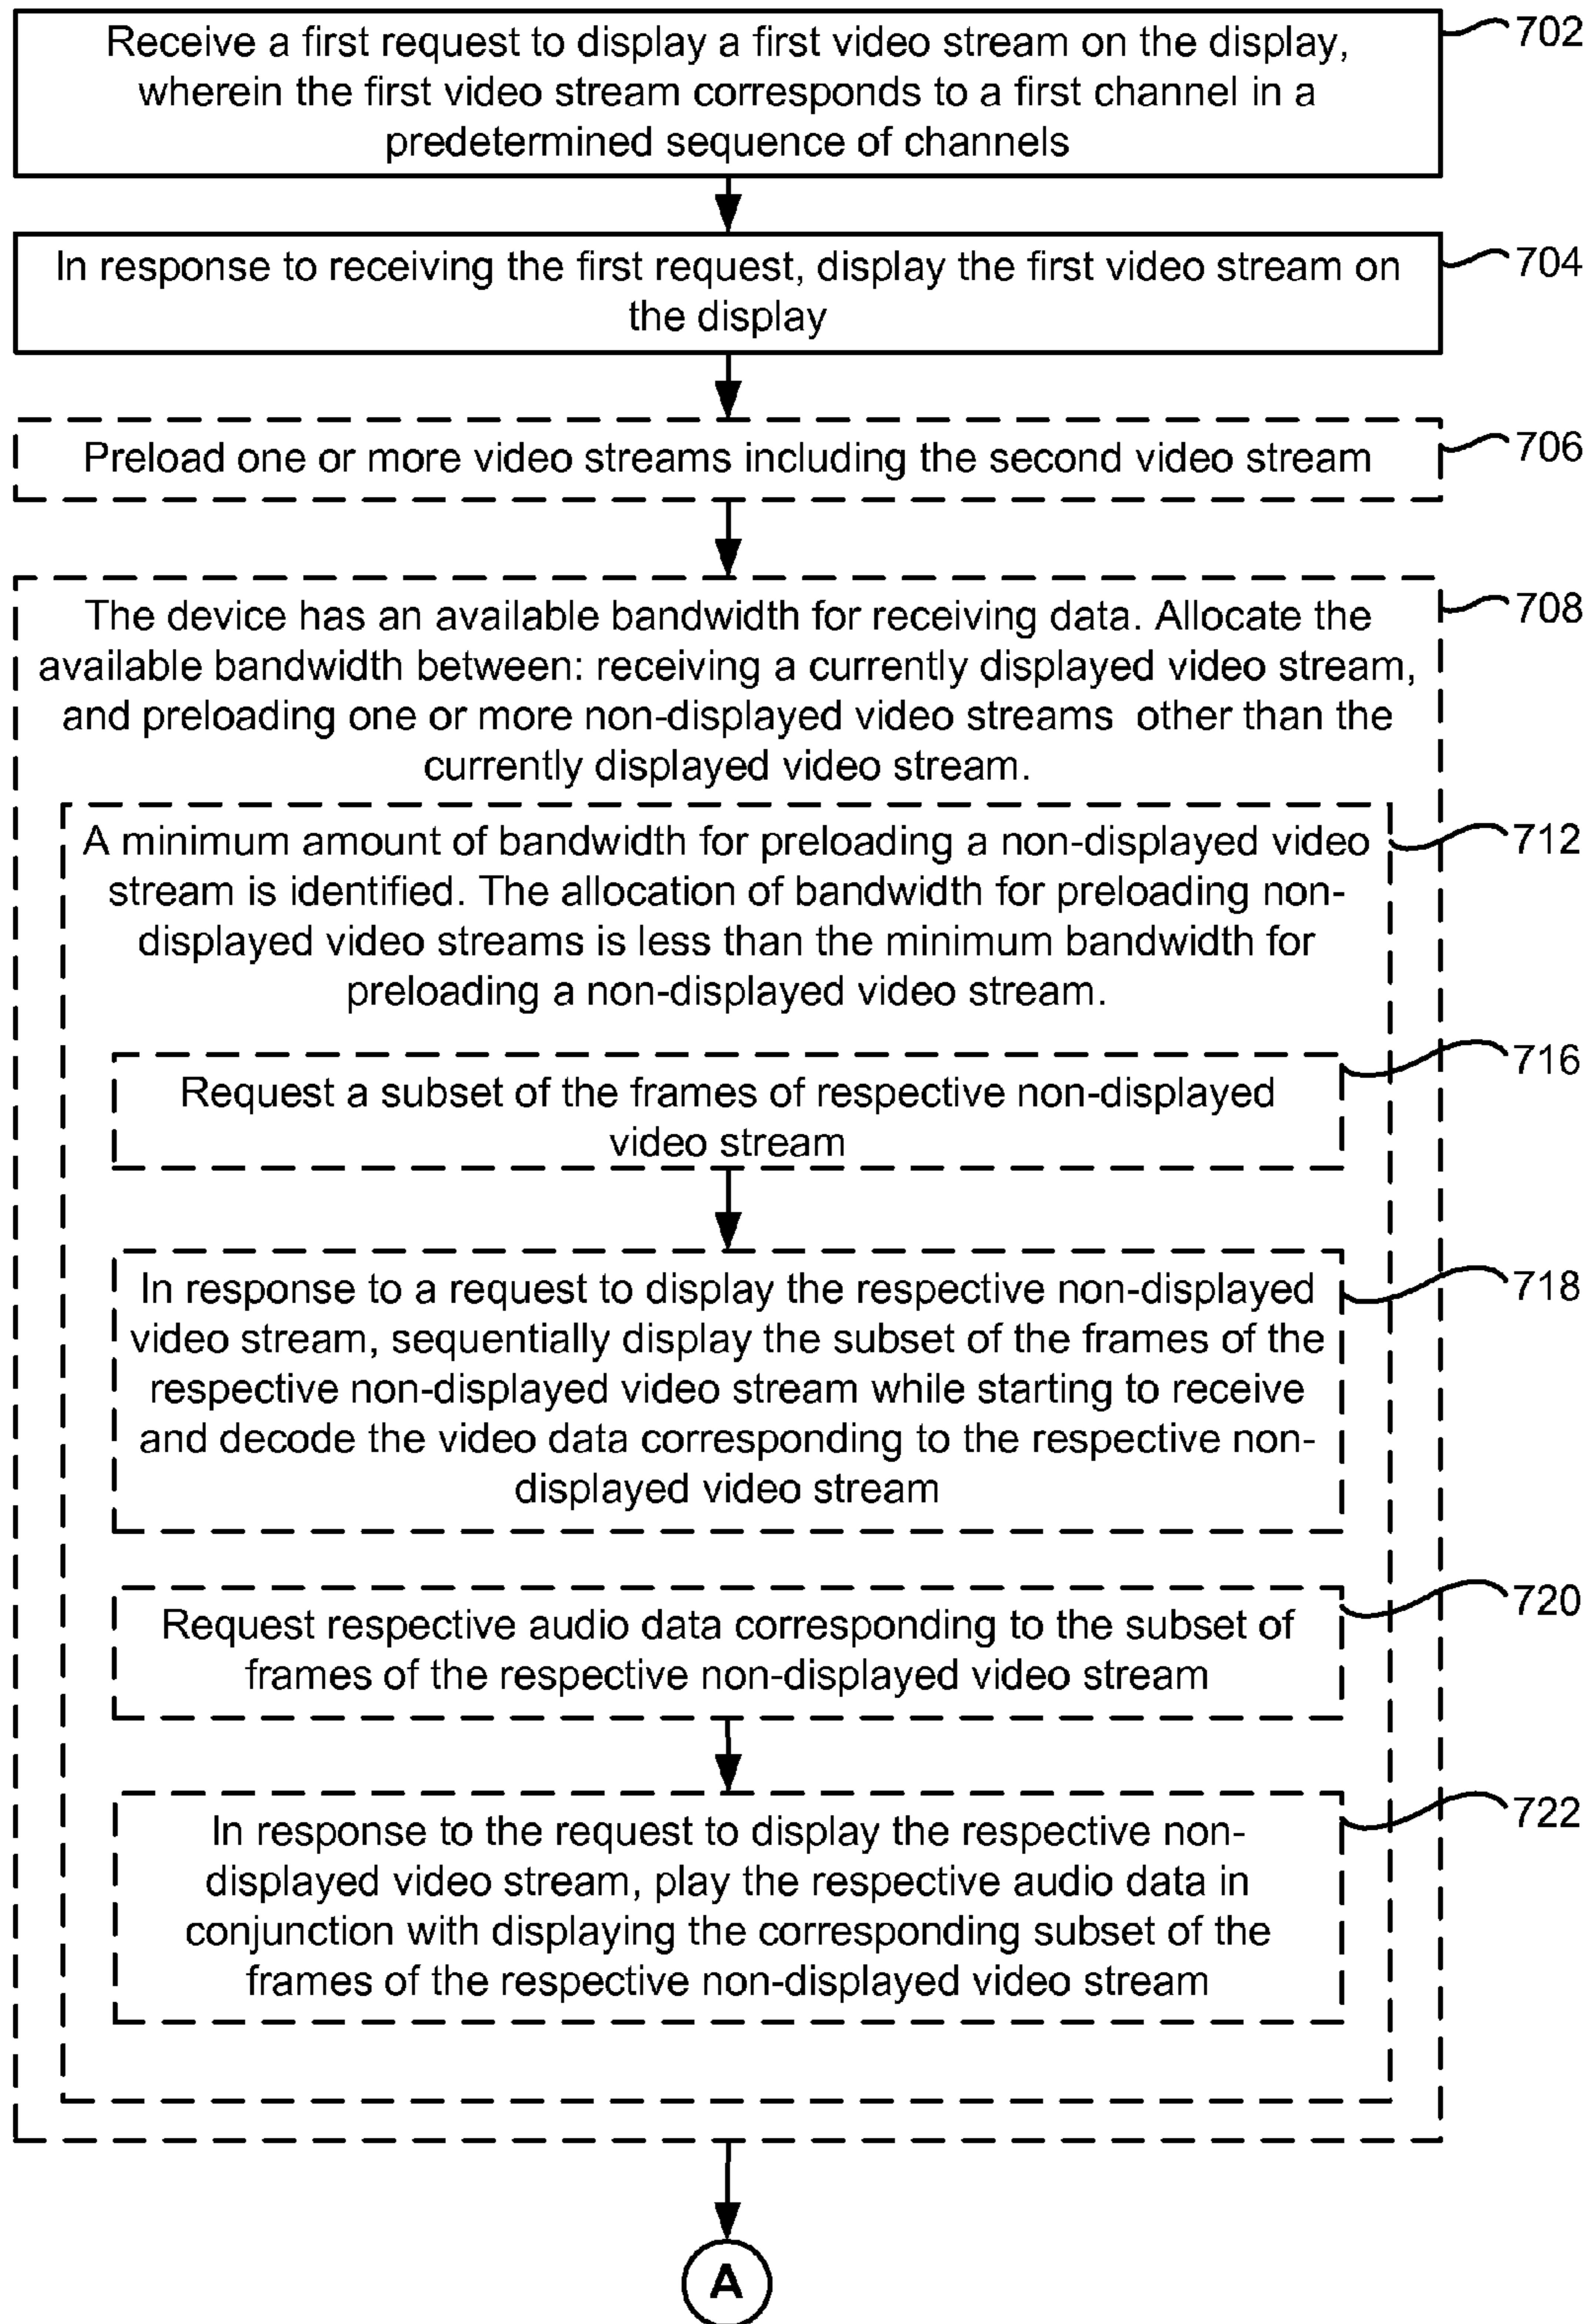 Receive a first request to display a first video stream on the display,
wherein the first video stream corresponds to a first channel in a
predetermined sequence of channels
702
In response to receiving the first request, display the first video stream on
the display
704
Preload one or more video streams including the second video stream
706
The device has an available bandwidth for receiving data. Allocate the
available bandwidth between: receiving a currently displayed video stream,
and preloading one or more non-displayed video streams other than the
currently displayed video stream.
708
A minimum amount of bandwidth for preloading a non-displayed video
stream is identified. The allocation of bandwidth for preloading non-
displayed video streams is less than the minimum bandwidth for
preloading a non-displayed video stream.
712
Request a subset of the frames of respective non-displayed
video stream
716
In response to a request to display the respective non-displayed
video stream, sequentially display the subset of the frames of the
respective non-displayed video stream while starting to receive
and decode the video data corresponding to the respective non-
displayed video stream
718
Request respective audio data corresponding to the subset of
frames of the respective non-displayed video stream
720
In response to the request to display the respective non-
displayed video stream, play the respective audio data in
conjunction with displaying the corresponding subset of the
frames of the respective non-displayed video stream
722
A